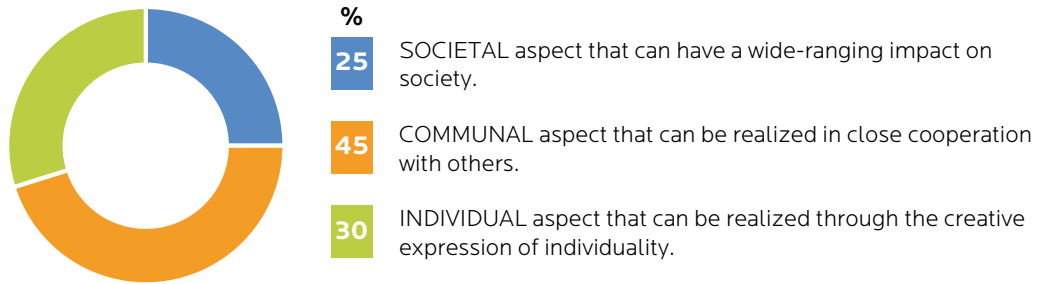 %
25
SOCIETAL aspect that can have a wide-ranging impact on
society.
45
COMMUNAL aspect that can be realized in close cooperation
with others.
30
INDIVIDUAL aspect that can be realized through the creative
expression of individuality.